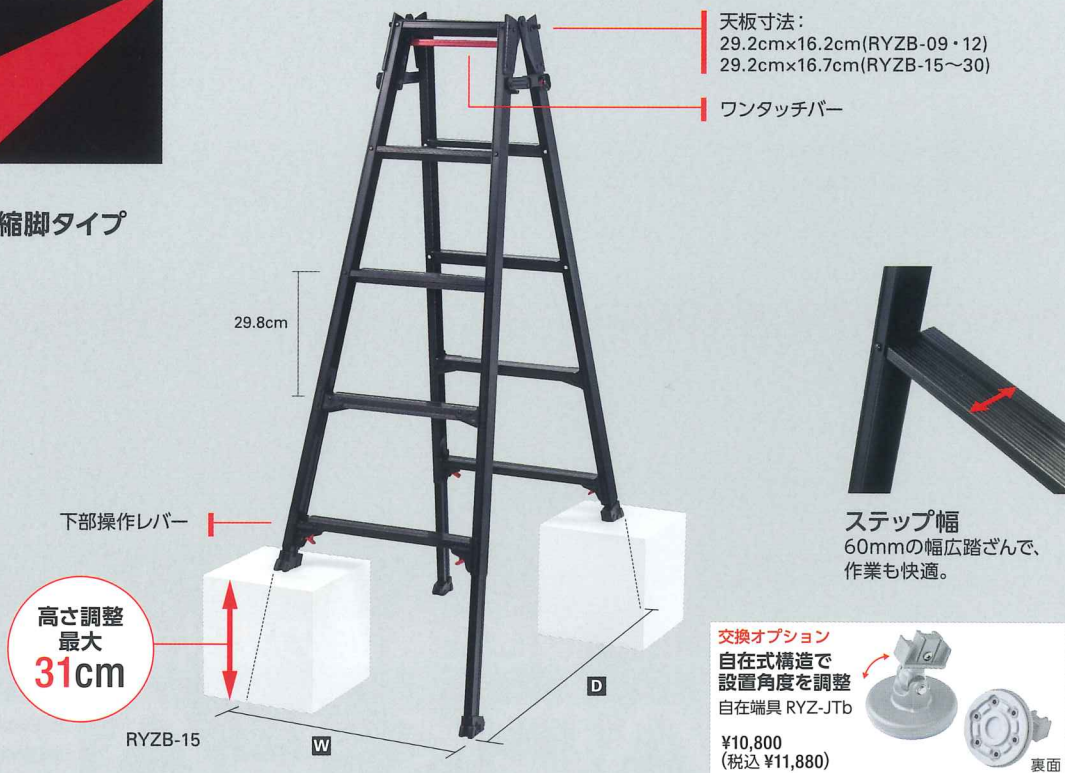 天板寸法：
29.2cm×16.2cm(RYZB-09・12)
29.2cm×16.7cm(RYZB-15〜30)
ワンタッチバー
縮脚タイプ
29.8cm
下部操作レバー
高さ調整
最大
31cm
RYZB-15
W
D
ステップ幅
60mmの幅広踏ざんで、
作業も快適。
交換オプション
自在式構造で
設置角度を調整
自在端具 RYZ-JTb
¥10,800
(税込 ¥11,880)
裏面